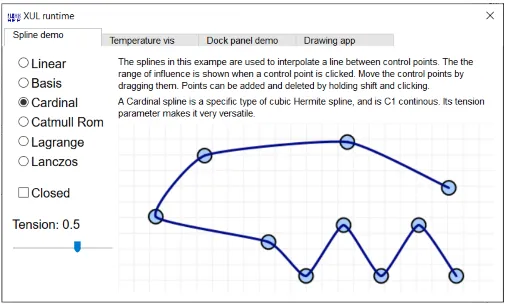 XUL runtime
Spline demo
Temperature vis
Dock panel demo
Drawing app
Linear
Basis
Cardinal
Catmull Rom
Lagrange
Lanczos
Closed
Tension: 0.5
The splines in this exampe are used to interpolate a line between control points. The the
range of influence is shown when a control point is clicked. Move the control points by
dragging them. Points can be added and deleted by holding shift and clicking.
A Cardinal spline is a specific type of cubic Hermite spline, and is C1 continous. Its tension
parameter makes it very versatile.